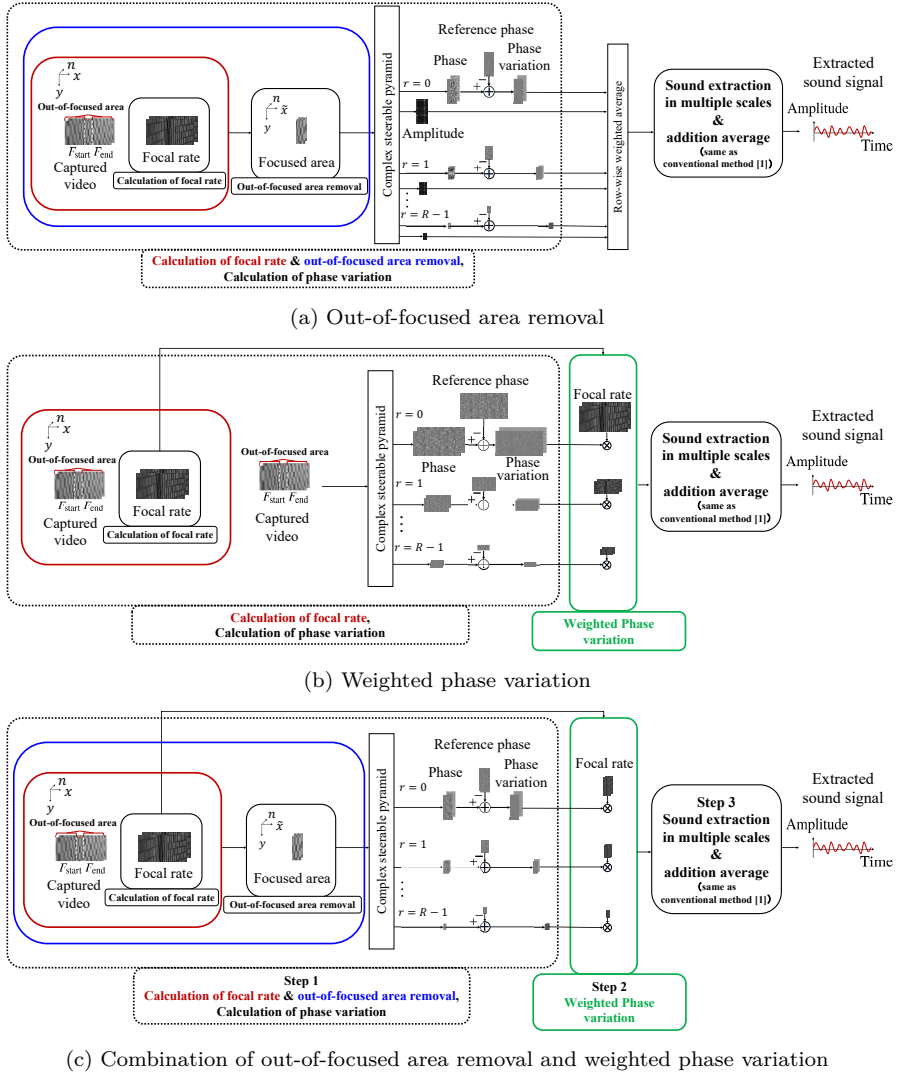 n
x
y
Out-of-focused area
F_start F_end
Captured
video
Focal rate
Calculation of focal rate
n
x̃
y
Focused area
Out-of-focused area removal
Complex steerable pyramid
Reference phase
Phase
Phase
variation
r = 0
+ −
Amplitude
r = 1
+ −
⋮
r = R − 1
+ −
Row-wise weighted average
Sound extraction
in multiple scales
&
addition average
(same as
conventional method [1])
Extracted
sound signal
Amplitude
Time
Calculation of focal rate & out-of-focused area removal,
Calculation of phase variation
(a) Out-of-focused area removal
n
x
y
Out-of-focused area
F_start F_end
Captured
video
Focal rate
Calculation of focal rate
Out-of-focused area
F_start F_end
Captured
video
Complex steerable pyramid
Reference phase
r = 0
+ −
Phase
Phase
variation
r = 1
+ −
⋮
r = R − 1
+ −
Focal rate
Sound extraction
in multiple scales
&
addition average
(same as
conventional method [1])
Extracted
sound signal
Amplitude
Time
Calculation of focal rate,
Calculation of phase variation
Weighted Phase
variation
(b) Weighted phase variation
n
x
y
Out-of-focused area
F_start F_end
Captured
video
Focal rate
Calculation of focal rate
n
x̃
y
Focused area
Out-of-focused area removal
Complex steerable pyramid
Reference phase
Phase
Phase
variation
r = 0
+ −
r = 1
+ −
⋮
r = R − 1
+ −
Focal rate
Step 3
Sound extraction
in multiple scales
&
addition average
(same as
conventional method [1])
Extracted
sound signal
Amplitude
Time
Step 1
Calculation of focal rate & out-of-focused area removal,
Calculation of phase variation
Step 2
Weighted Phase
variation
(c) Combination of out-of-focused area removal and weighted phase variation